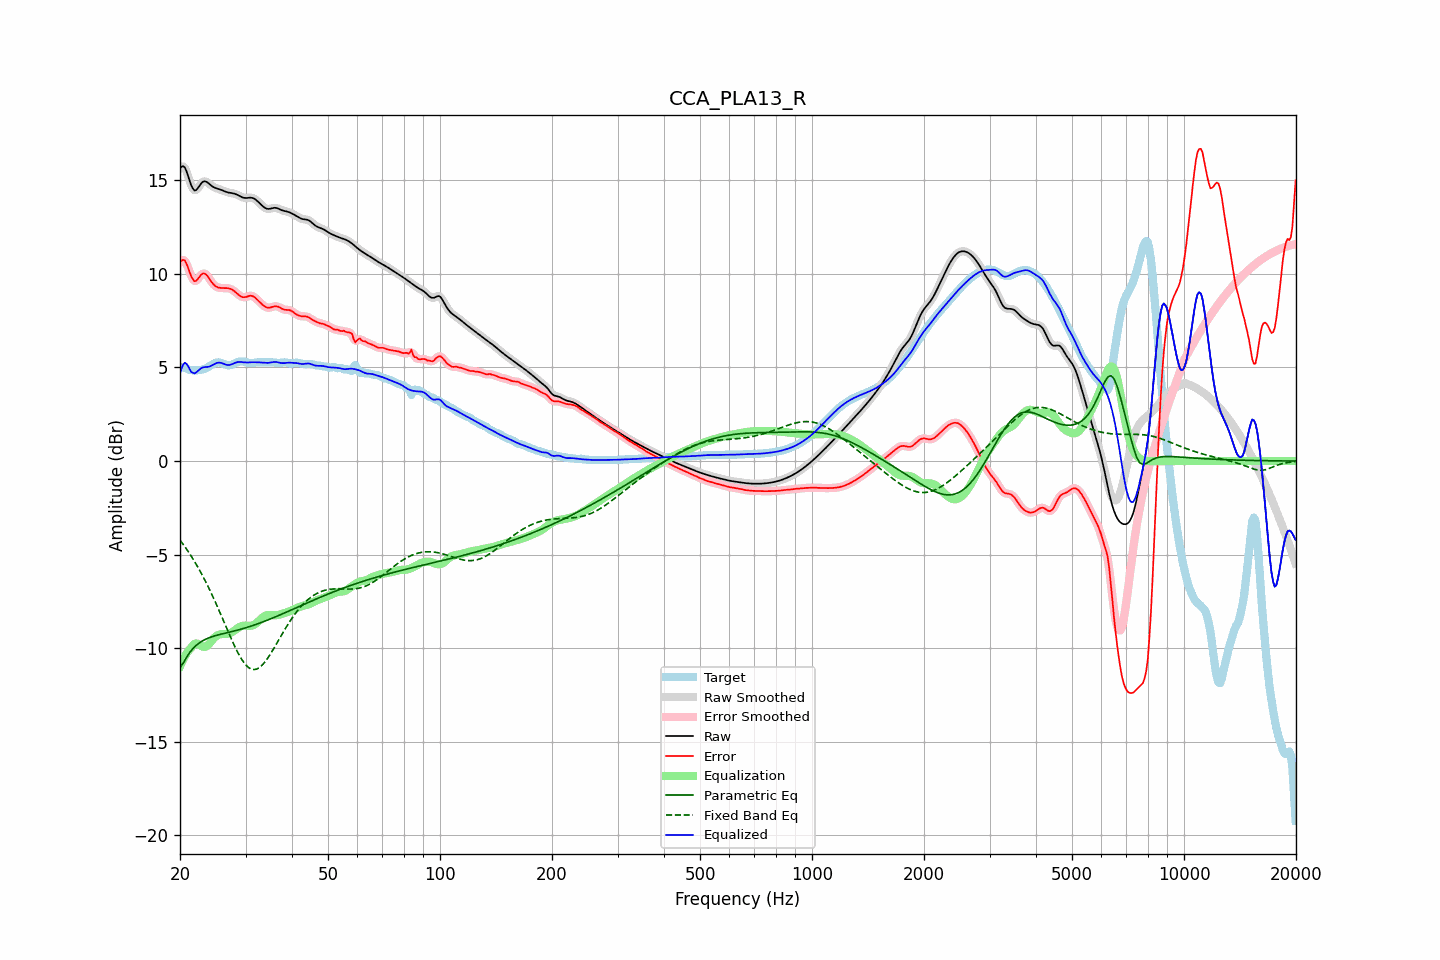 CCA_PLA13_R
Amplitude (dBr)
15
10
5
0
−5
−10
−15
−20
20
50
100
200
500
1000
2000
5000
10000
20000
Frequency (Hz)
Target
Raw Smoothed
Error Smoothed
Raw
Error
Equalization
Parametric Eq
Fixed Band Eq
Equalized